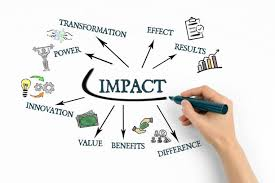 TRANSFORMATION
EFFECT
POWER
RESULTS
IMPACT
INNOVATION
VALUE
BENEFITS
DIFFERENCE